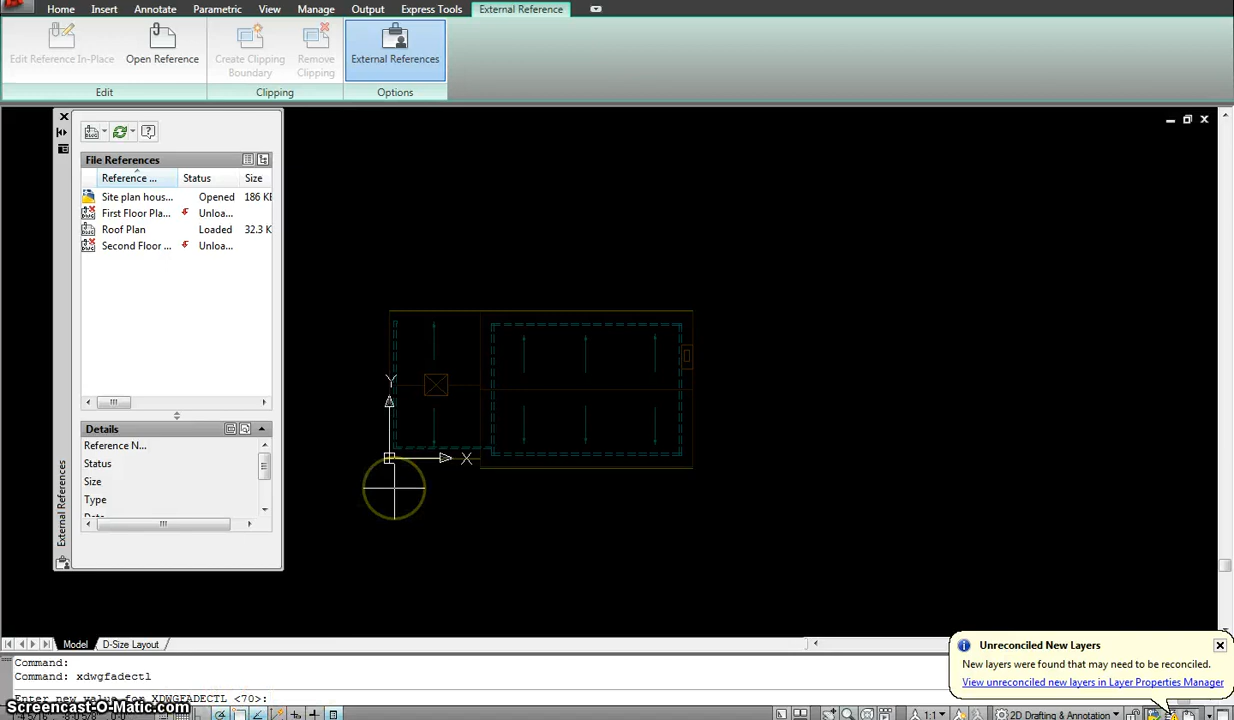 Home Insert Annotate Parametric View Manage Output Express Tools External Reference
Edit Reference In-Place Open Reference Create Clipping Boundary Remove Clipping External References
Edit Clipping Options
File References
Reference ... Status Size
Site plan hous... Opened 186 KE
First Floor Pla... Unloa...
Roof Plan Loaded 32.3 K
Second Floor ... Unloa...
Details
Reference N...
Status
Size
Type
External References
Y
X
Model D-Size Layout
Command:
Command: xdwgfadectl
Enter new value for XDWGFADECTL <70>:
Unreconciled New Layers
New layers were found that may need to be reconciled.
View unreconciled new layers in Layer Properties Manager
Screencast-O-Matic.com
1:1
2D Drafting & Annotation